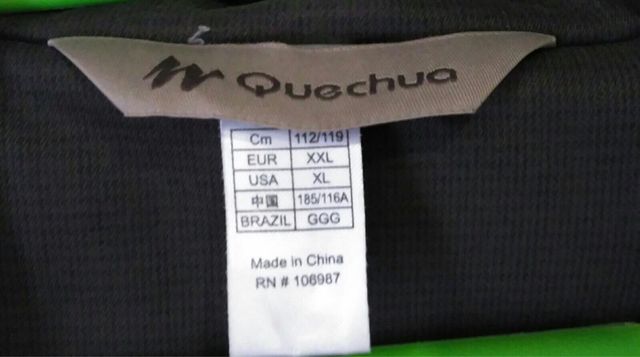 Quechua
Cm 112/119
EUR XXL
USA XL
中国 185/116A
BRAZIL GGG
Made in China
RN # 106987